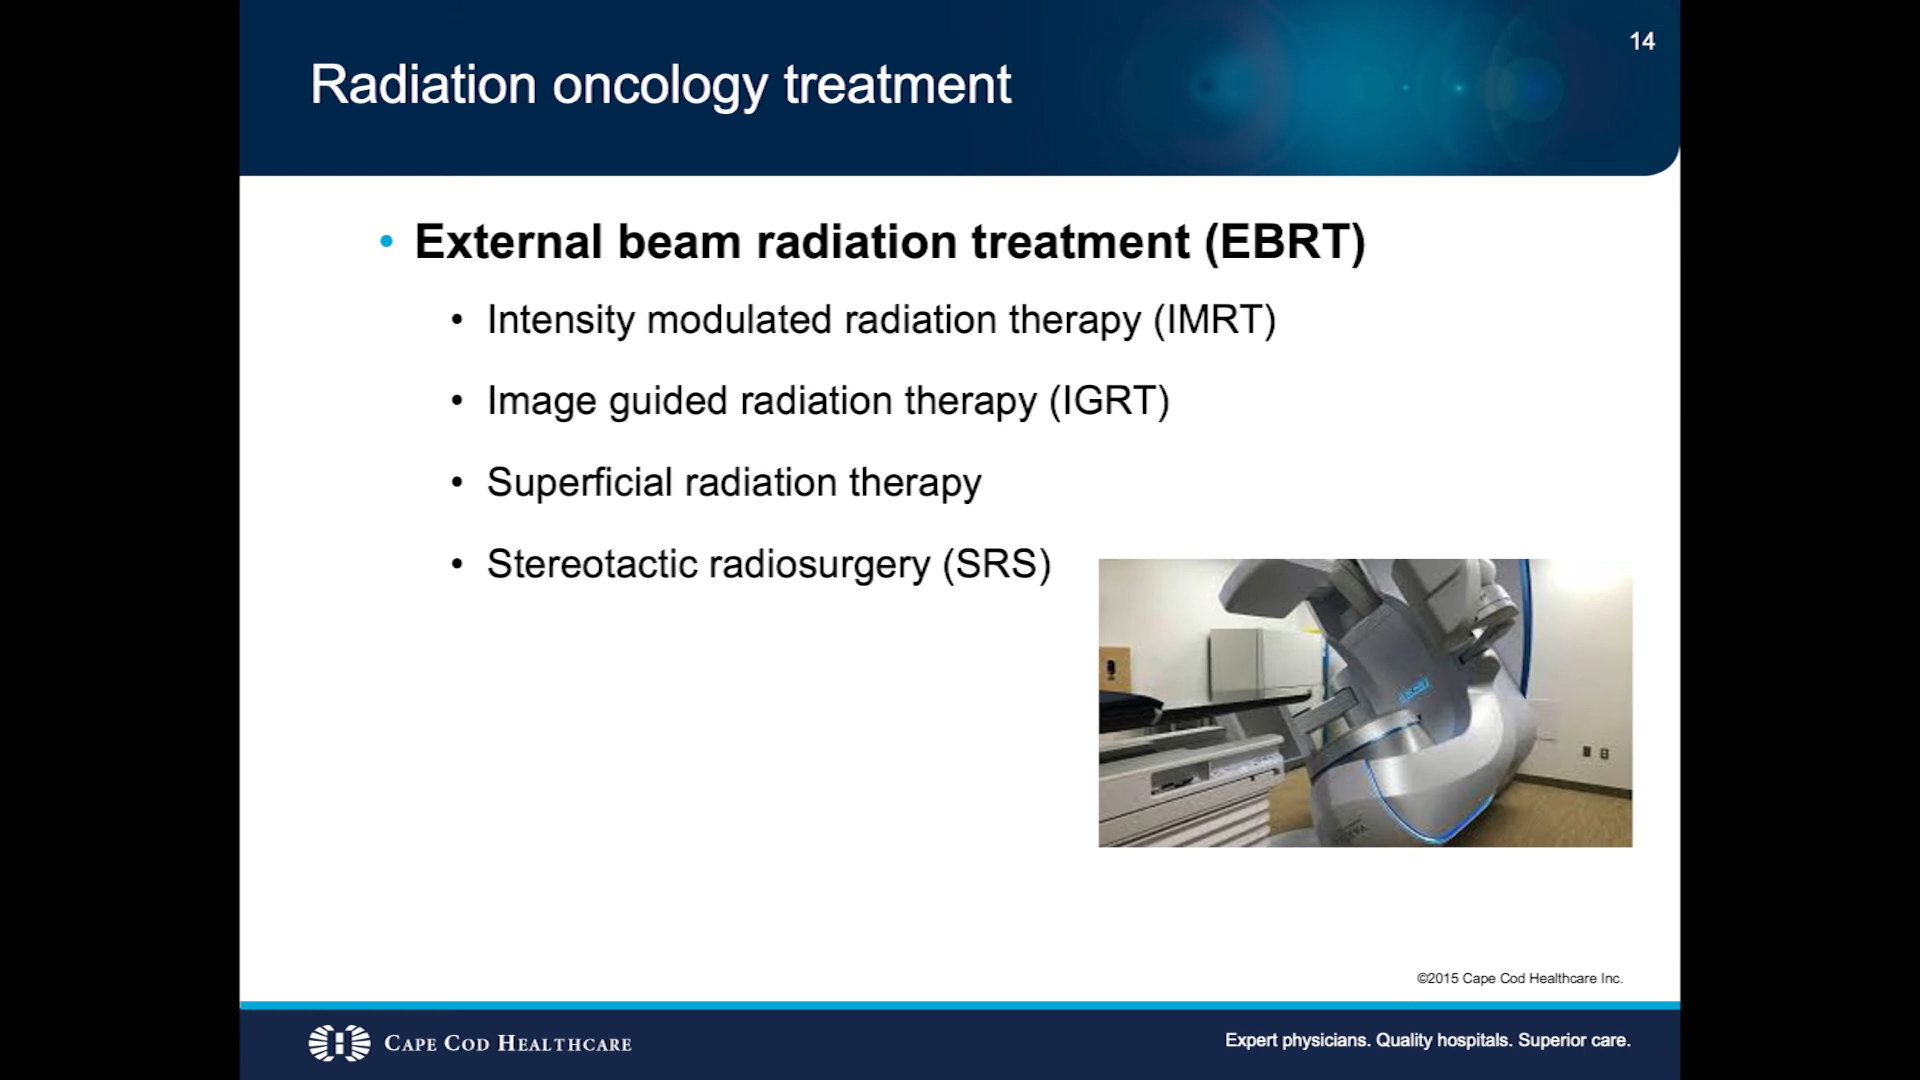 14
Radiation oncology treatment
• External beam radiation treatment (EBRT)
• Intensity modulated radiation therapy (IMRT)
• Image guided radiation therapy (IGRT)
• Superficial radiation therapy
• Stereotactic radiosurgery (SRS)
©2015 Cape Cod Healthcare Inc.
CAPE COD HEALTHCARE
Expert physicians. Quality hospitals. Superior care.